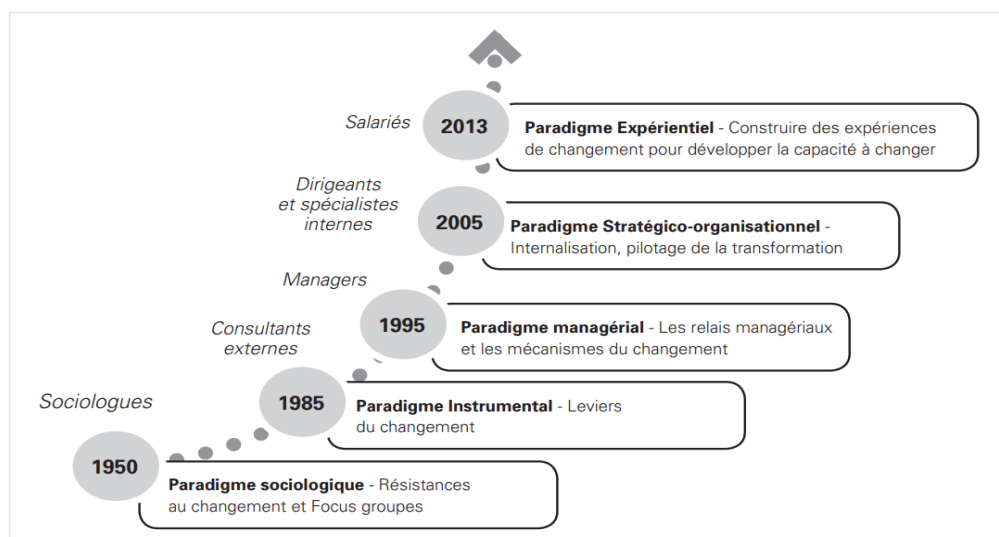 Salariés
2013
Paradigme Expérientiel - Construire des expériences
de changement pour développer la capacité à changer
Dirigeants
et spécialistes
internes
2005
Paradigme Stratégico-organisationnel -
Internalisation, pilotage de la transformation
Managers
1995
Paradigme managérial - Les relais managériaux
et les mécanismes du changement
Consultants
externes
1985
Paradigme Instrumental - Leviers
du changement
Sociologues
1950
Paradigme sociologique - Résistances
au changement et Focus groupes